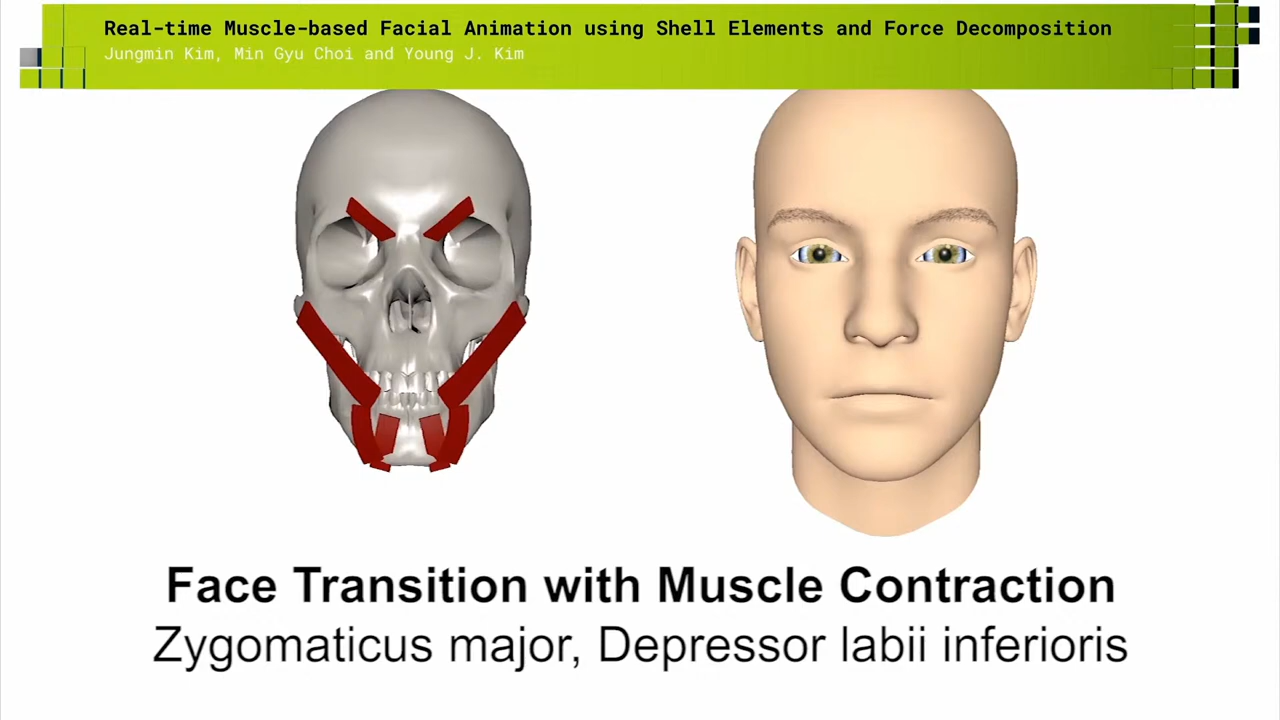 Real-time Muscle-based Facial Animation using Shell Elements and Force Decomposition
Jungmin Kim, Min Gyu Choi and Young J. Kim
Face Transition with Muscle Contraction
Zygomaticus major, Depressor labii inferioris